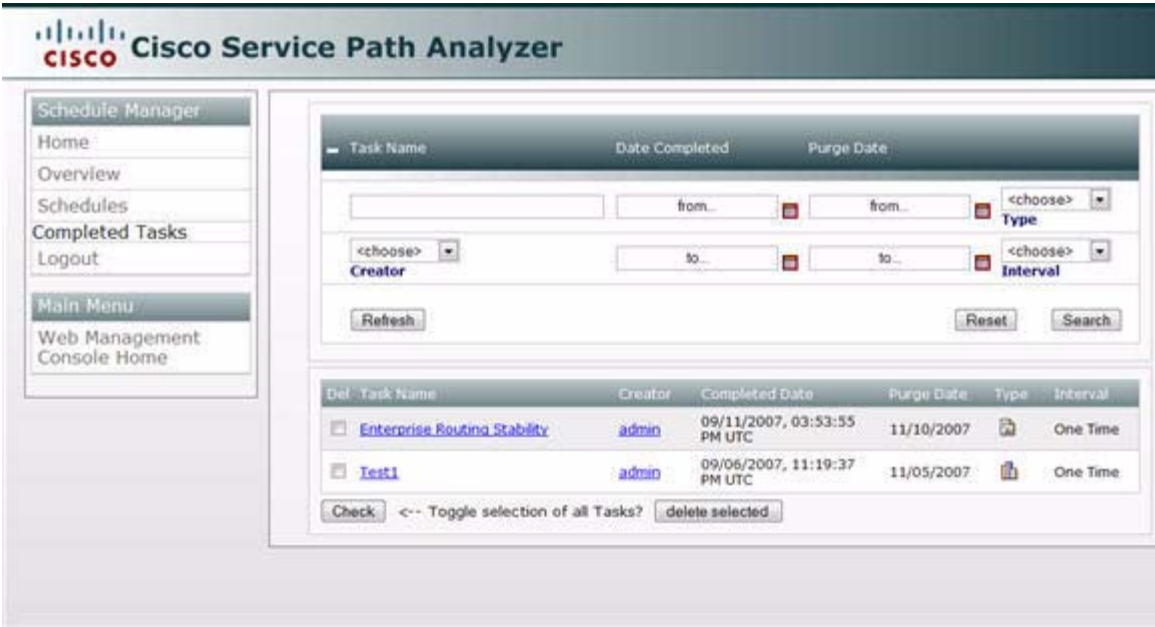 CISCO Cisco Service Path Analyzer
Schedule Manager
Home
Overview
Schedules
Completed Tasks
Logout
Main Menu
Web Management
Console Home
Task Name Date Completed Purge Date
from... from... <choose>
Type
<choose> to... to... <choose>
Creator Interval
Refresh Reset Search
Del Task Name Creator Completed Date Purge Date Type Interval
Enterprise Routing Stability admin 09/11/2007, 03:53:55 PM UTC 11/10/2007 One Time
Test1 admin 09/06/2007, 11:19:37 PM UTC 11/05/2007 One Time
Check <-- Toggle selection of all Tasks? delete selected